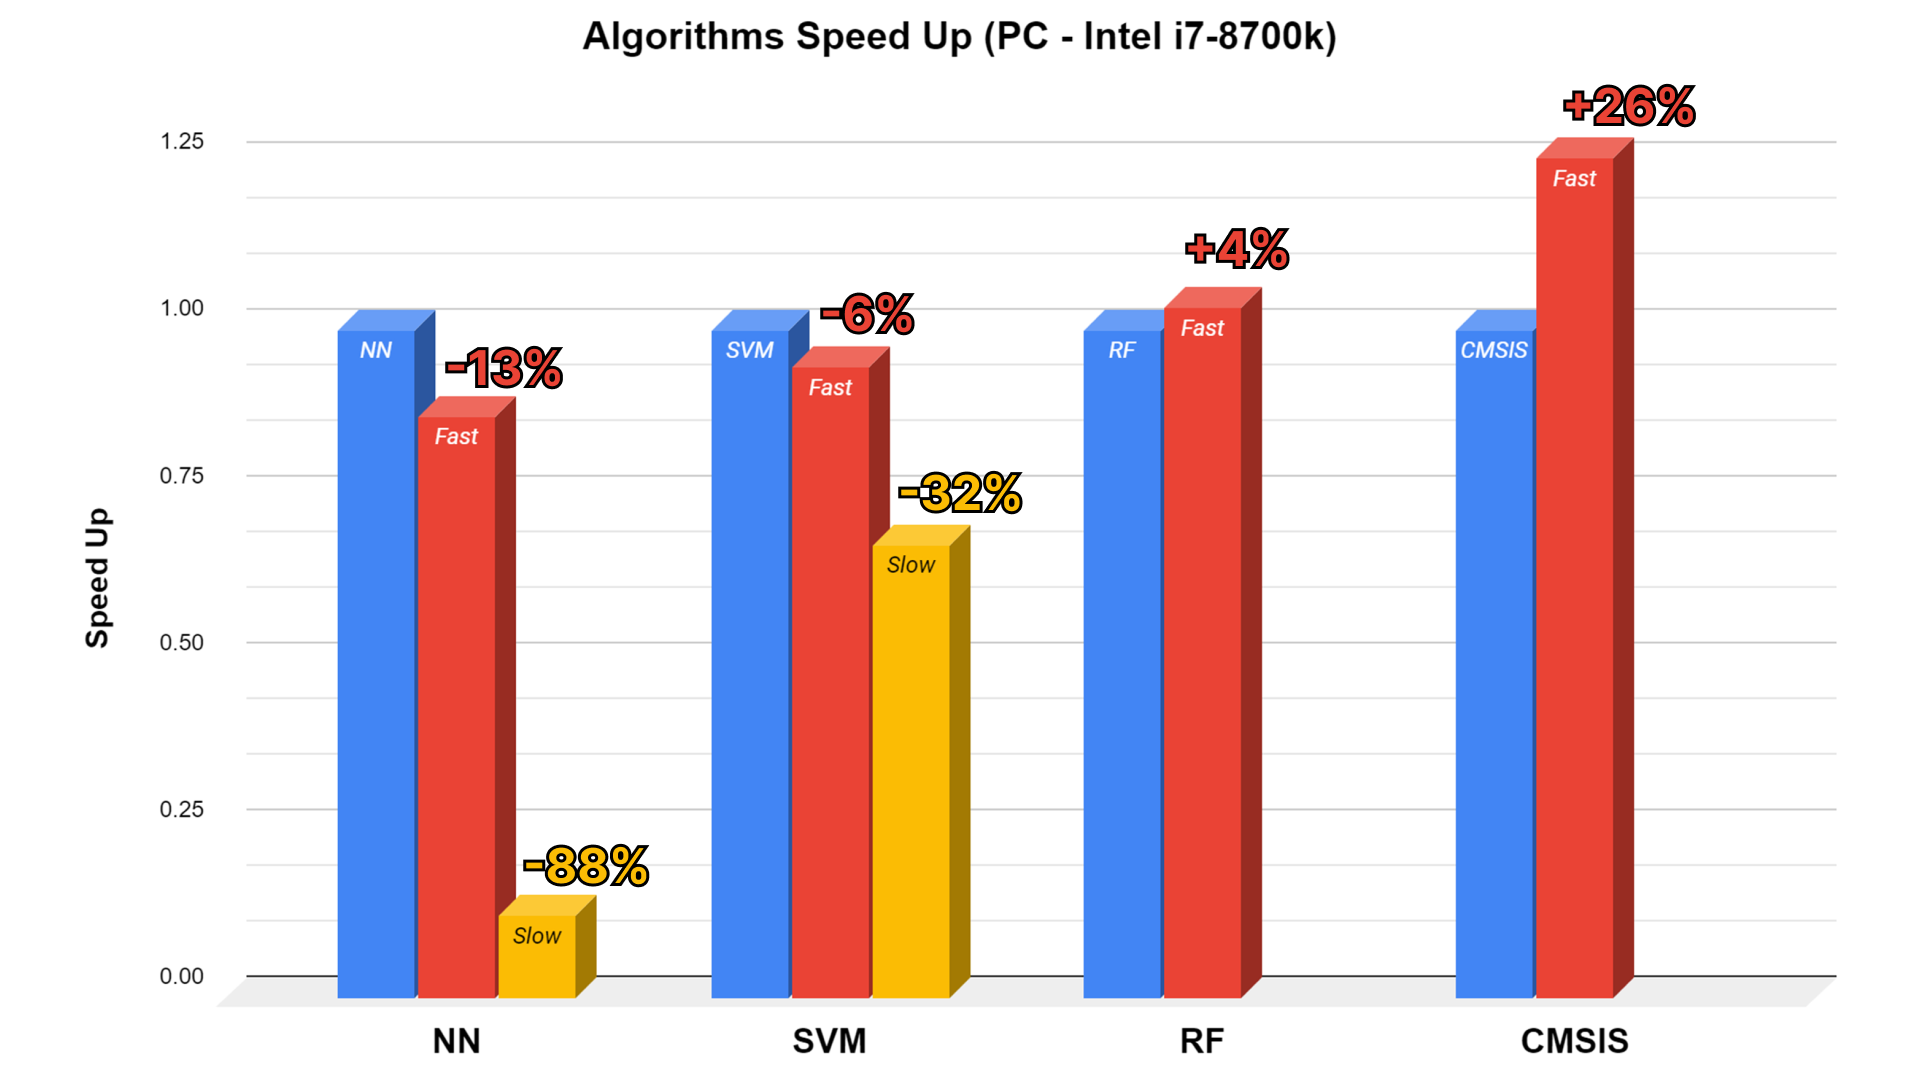 Algorithms Speed Up (PC - Intel i7-8700k)
Speed Up
1.25
1.00
0.75
0.50
0.25
0.00
NN
Fast
-13%
Slow
-88%
SVM
Fast
-6%
Slow
-32%
RF
Fast
+4%
CMSIS
Fast
+26%
NN
SVM
RF
CMSIS